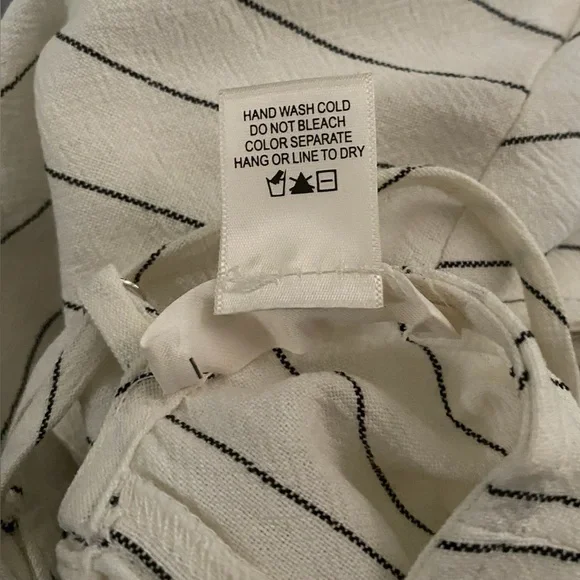 HAND WASH COLD
DO NOT BLEACH
COLOR SEPARATE
HANG OR LINE TO DRY